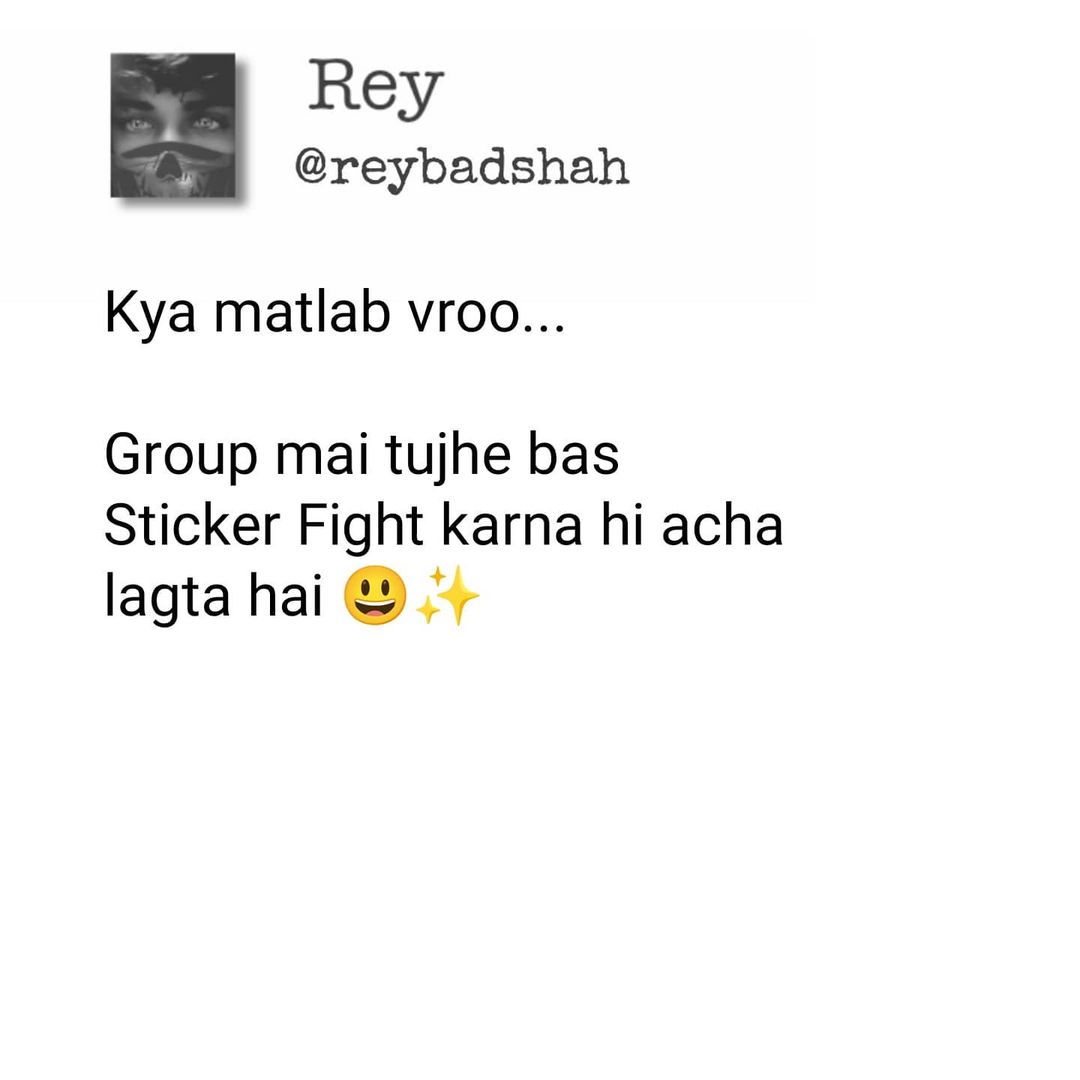 Rey
@reybadshah
Kya matlab vroo...
Group mai tujhe bas
Sticker Fight karna hi acha
lagta hai 😃✨